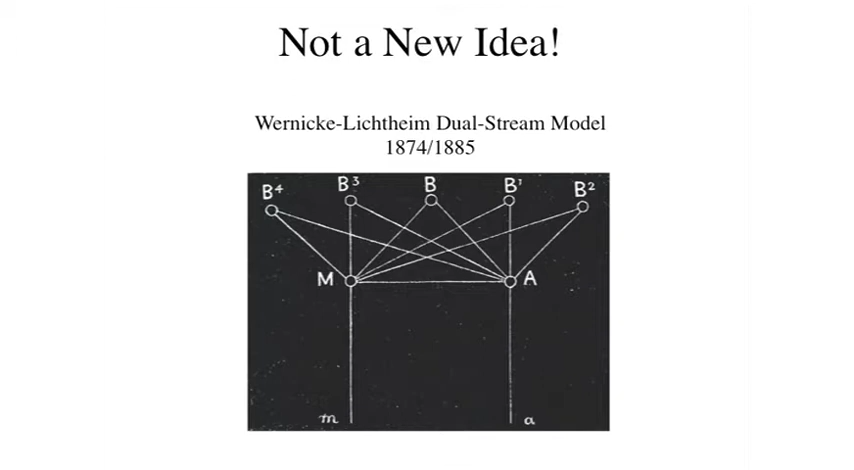 Not a New Idea!
Wernicke-Lichtheim Dual-Stream Model
1874/1885
B⁴ B³ B B¹ B²
M A
m a